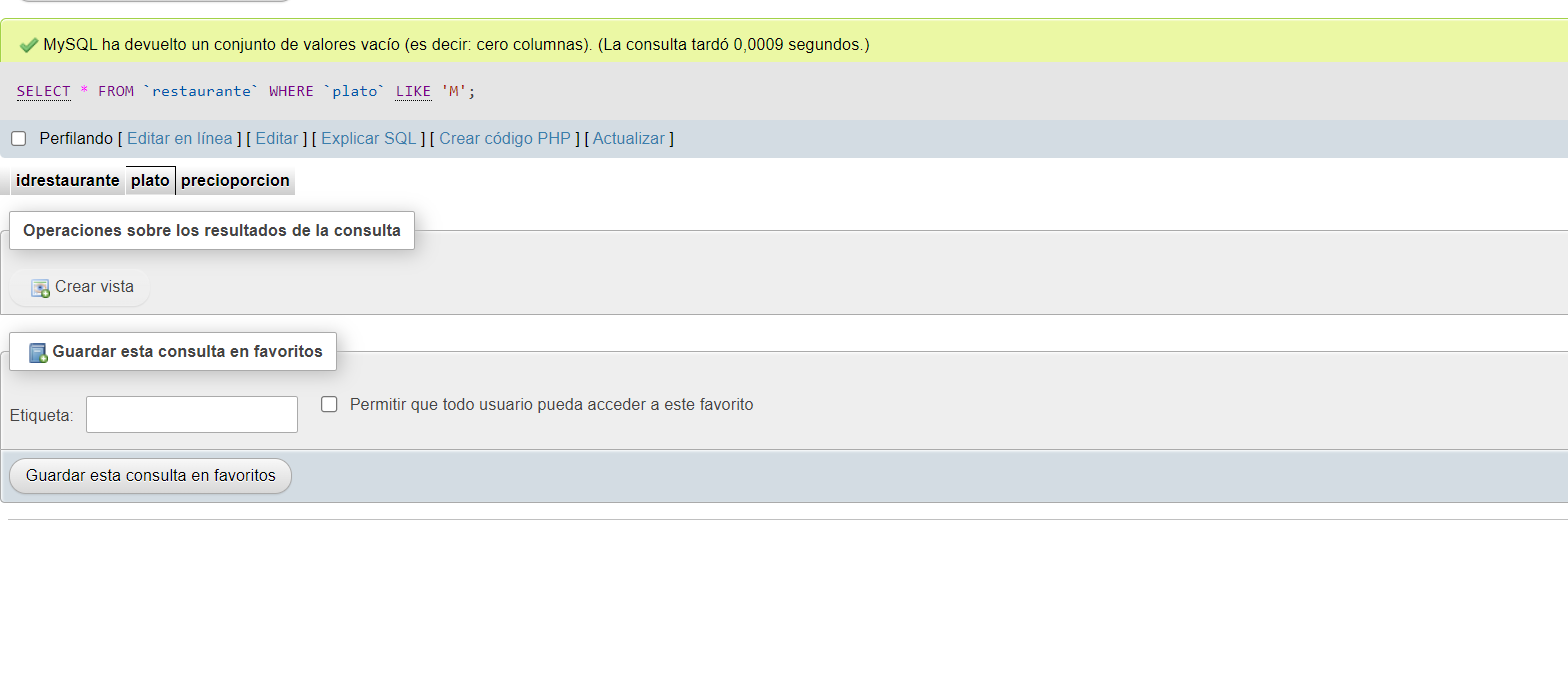 MySQL ha devuelto un conjunto de valores vacío (es decir: cero columnas). (La consulta tardó 0,0009 segundos.)
SELECT * FROM `restaurante` WHERE `plato` LIKE 'M';
Perfilando [ Editar en línea ] [ Editar ] [ Explicar SQL ] [ Crear código PHP ] [ Actualizar ]
idrestaurante plato precioporcion
Operaciones sobre los resultados de la consulta
Crear vista
Guardar esta consulta en favoritos
Etiqueta: Permitir que todo usuario pueda acceder a este favorito
Guardar esta consulta en favoritos